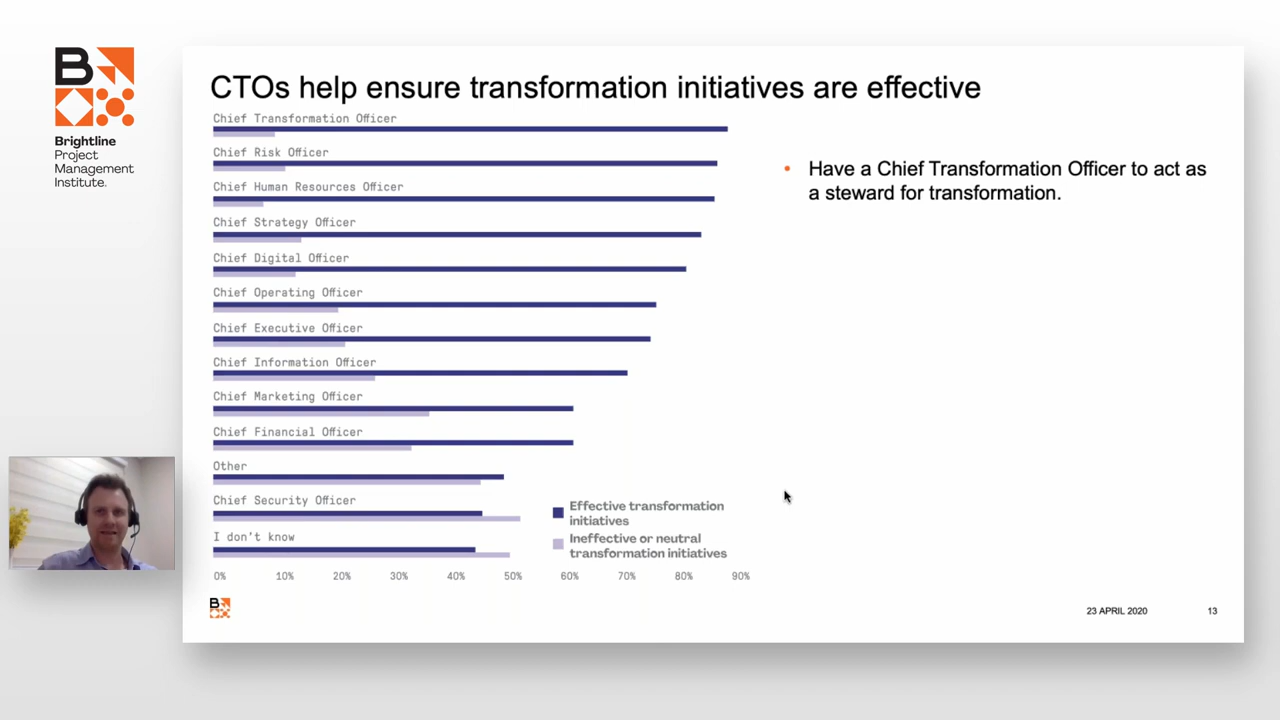 B
Brightline
Project
Management
Institute.
CTOs help ensure transformation initiatives are effective
Chief Transformation Officer
Chief Risk Officer
Chief Human Resources Officer
Chief Strategy Officer
Chief Digital Officer
Chief Operating Officer
Chief Executive Officer
Chief Information Officer
Chief Marketing Officer
Chief Financial Officer
Other
Chief Security Officer
I don't know
0% 10% 20% 30% 40% 50% 60% 70% 80% 90%
Effective transformation
initiatives
Ineffective or neutral
transformation initiatives
• Have a Chief Transformation Officer to act as
a steward for transformation.
B
23 APRIL 2020 13